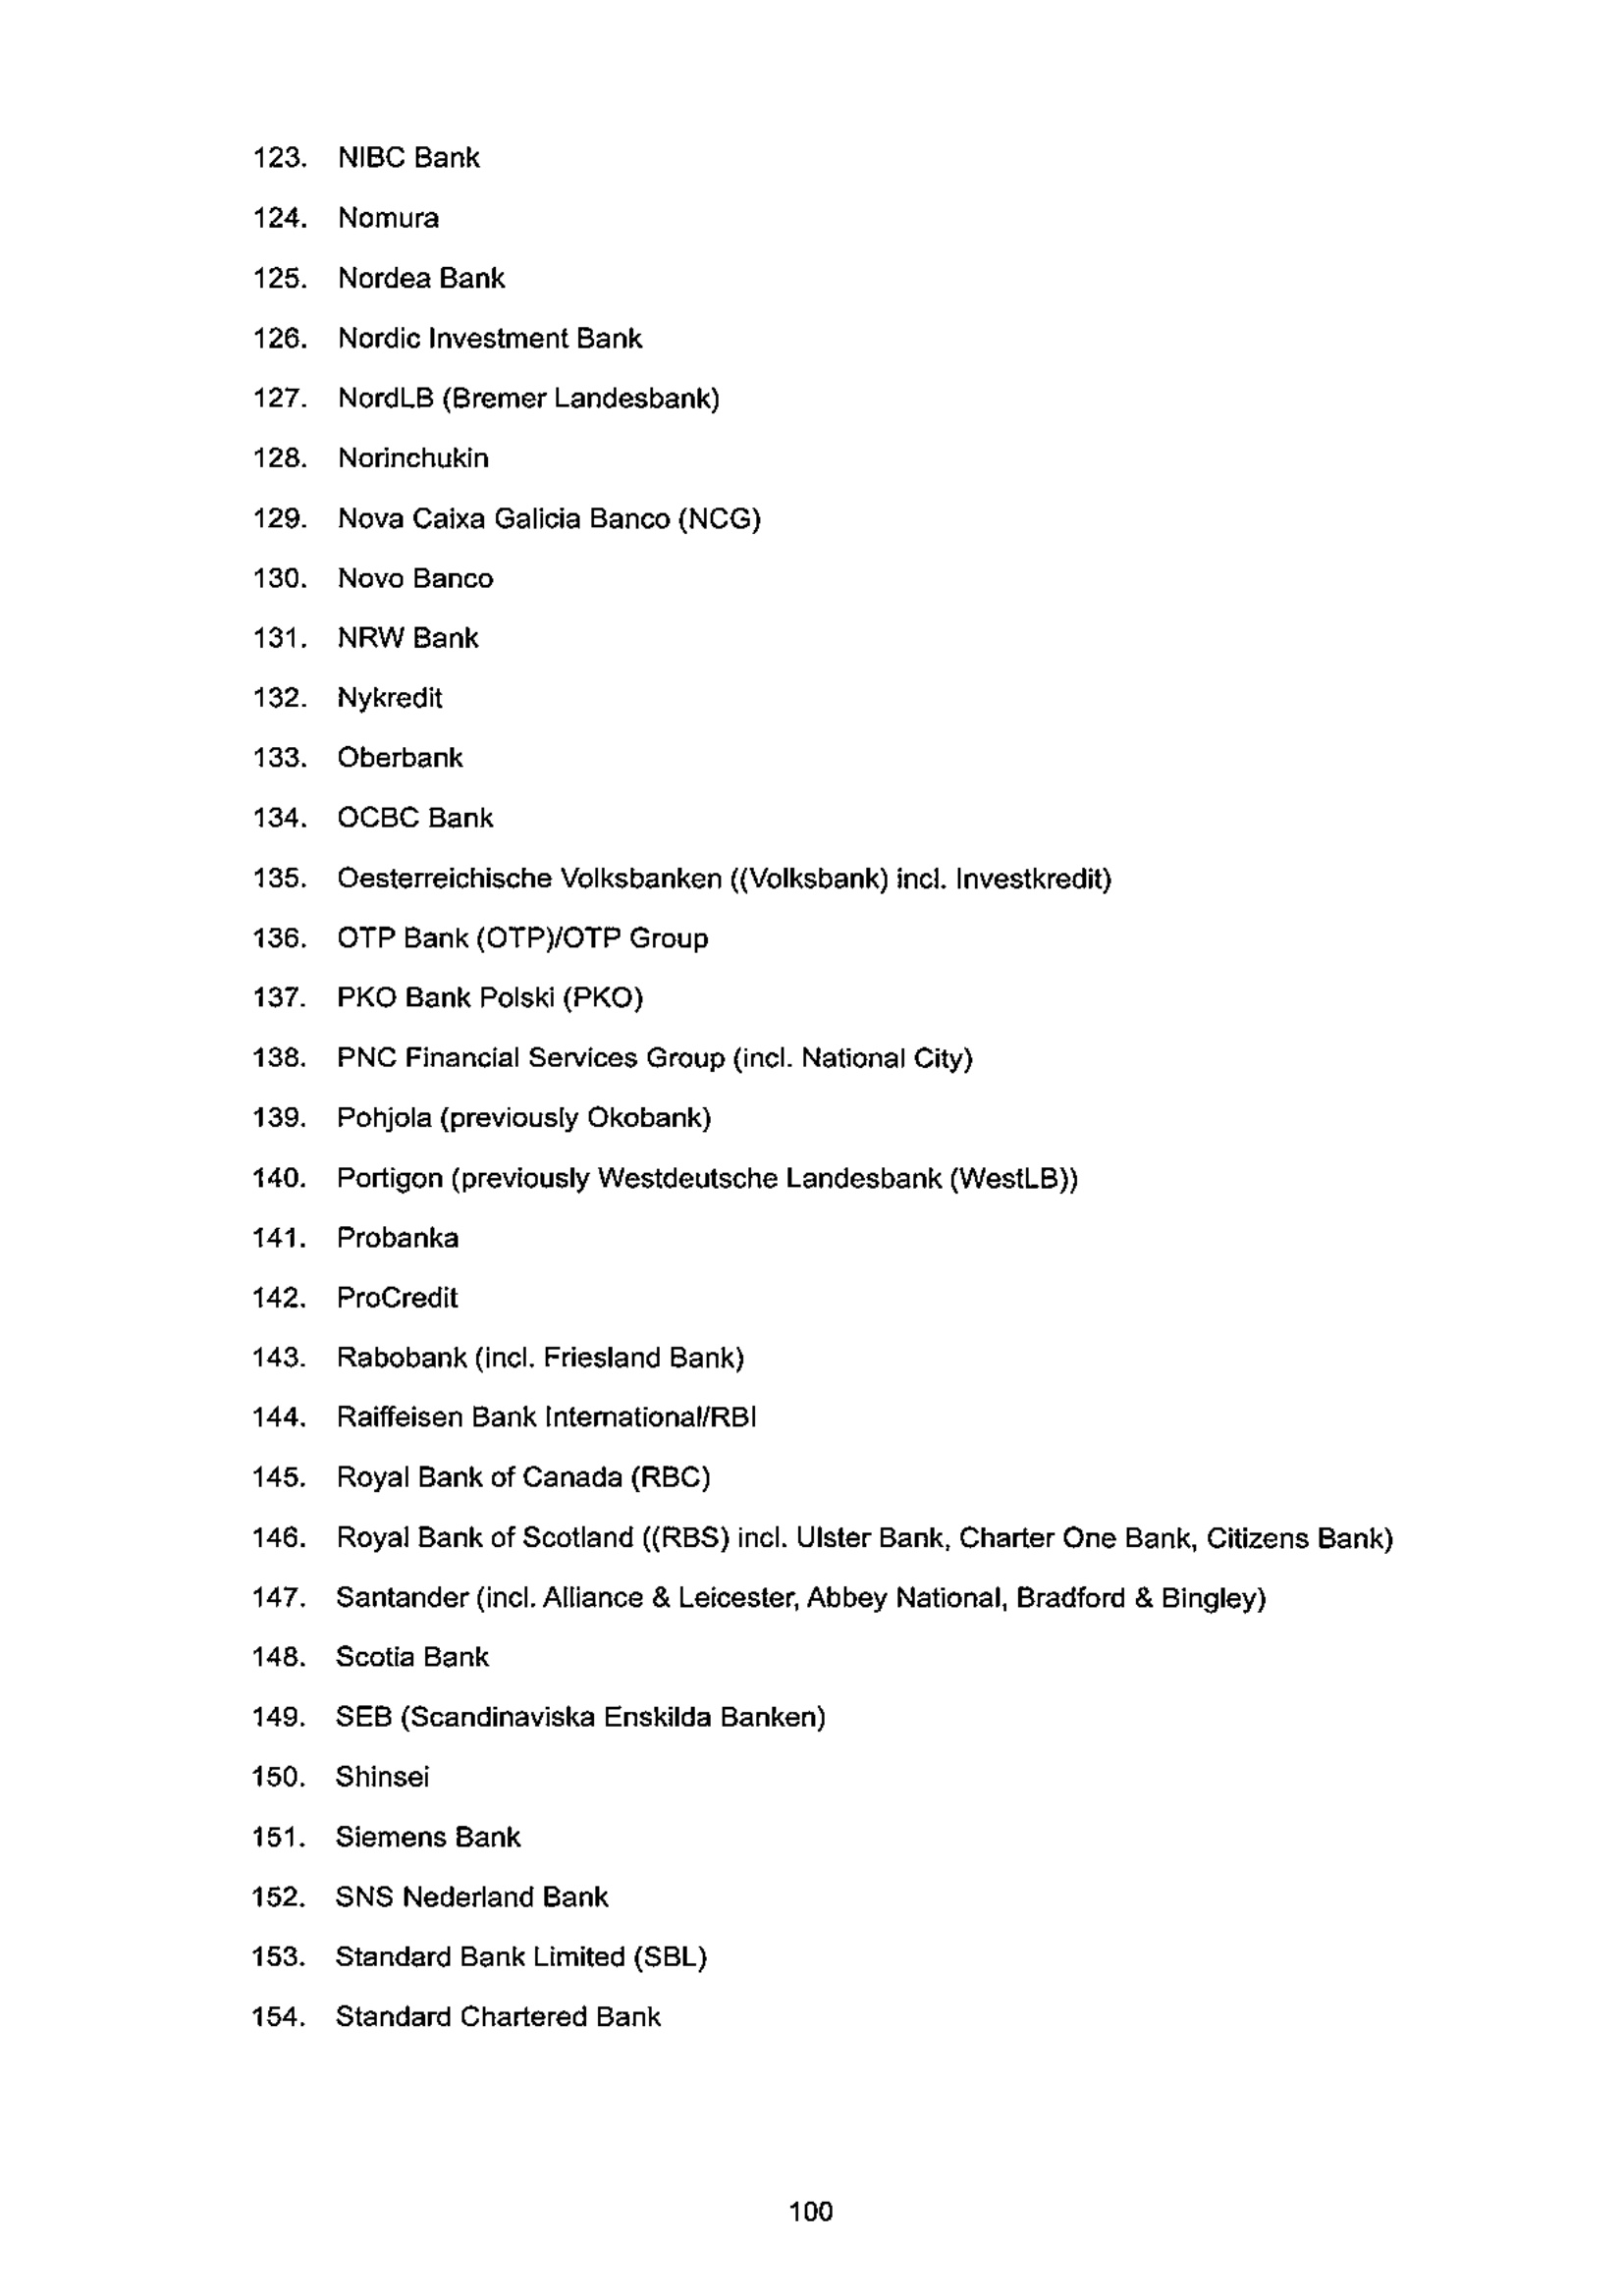 123. NIBC Bank
124. Nomura
125. Nordea Bank
126. Nordic Investment Bank
127. NordLB (Bremer Landesbank)
128. Norinchukin
129. Nova Caixa Galicia Banco (NCG)
130. Novo Banco
131. NRW Bank
132. Nykredit
133. Oberbank
134. OCBC Bank
135. Oesterreichische Volksbanken ((Volksbank) incl. Investkredit)
136. OTP Bank (OTP)/OTP Group
137. PKO Bank Polski (PKO)
138. PNC Financial Services Group (incl. National City)
139. Pohjola (previously Okobank)
140. Portigon (previously Westdeutsche Landesbank (WestLB))
141. Probanka
142. ProCredit
143. Rabobank (incl. Friesland Bank)
144. Raiffeisen Bank International/RBI
145. Royal Bank of Canada (RBC)
146. Royal Bank of Scotland ((RBS) incl. Ulster Bank, Charter One Bank, Citizens Bank)
147. Santander (incl. Alliance & Leicester, Abbey National, Bradford & Bingley)
148. Scotia Bank
149. SEB (Scandinaviska Enskilda Banken)
150. Shinsei
151. Siemens Bank
152. SNS Nederland Bank
153. Standard Bank Limited (SBL)
154. Standard Chartered Bank
100